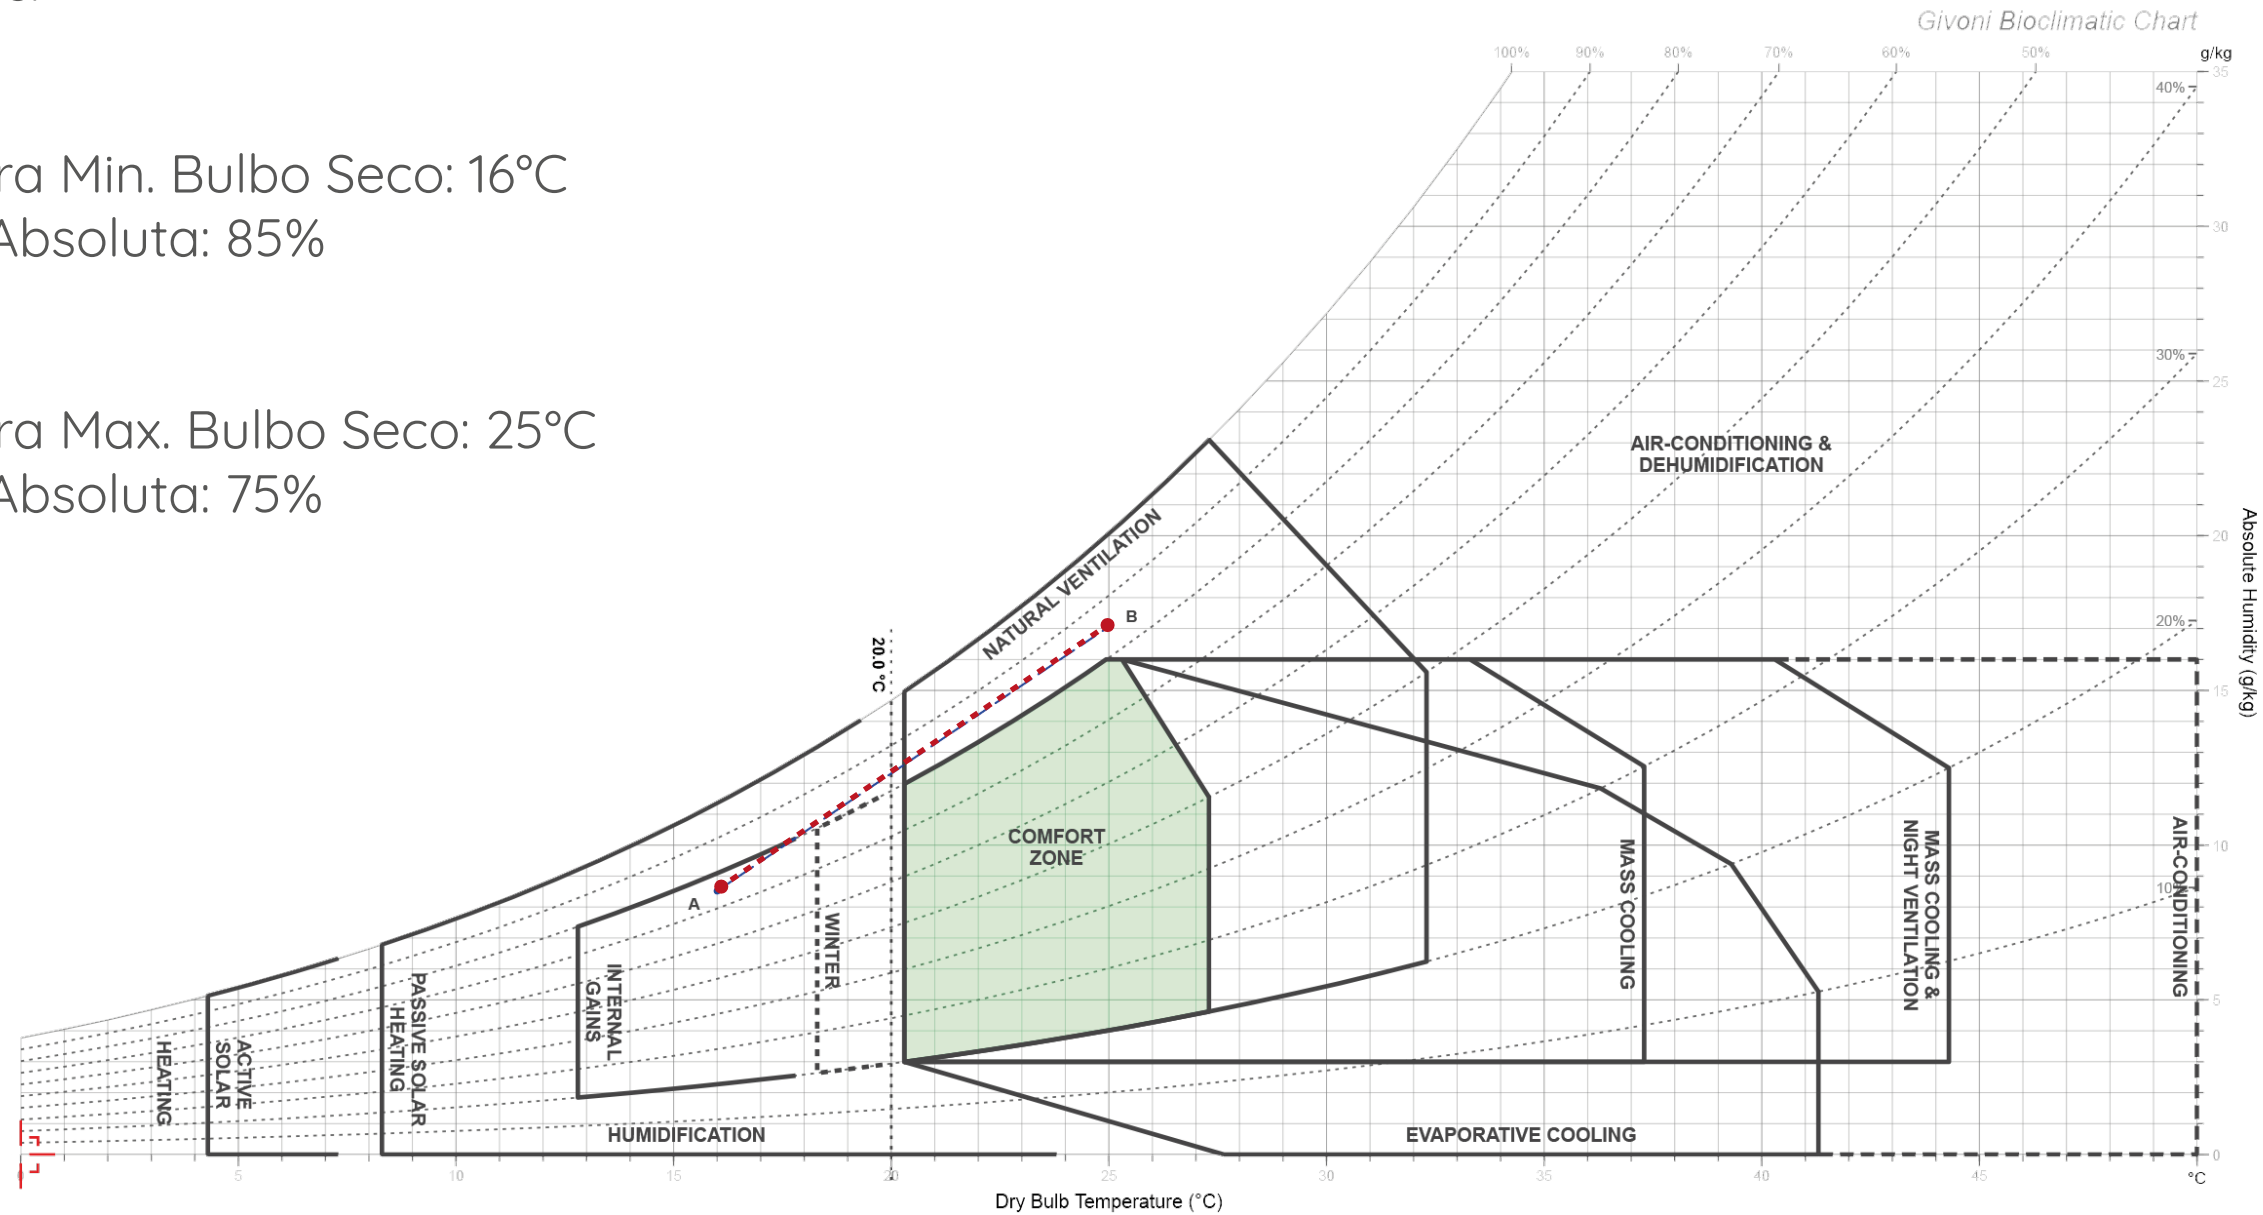 Givoni Bioclimatic Chart
100% 90% 80% 70% 60% 50%
g/kg
35
40%
ra Min. Bulbo Seco: 16°C
Absoluta: 85%
30
30%
25
ra Max. Bulbo Seco: 25°C
Absoluta: 75%
AIR-CONDITIONING &
DEHUMIDIFICATION
20
Absolute Humidity (g/kg)
NATURAL VENTILATION
B
20%
20.0 °C
15
COMFORT
ZONE
10
10%
A
WINTER
MASS COOLING
MASS COOLING &
NIGHT VENTILATION
AIR-CONDITIONING
INTERNAL
GAINS
5
HEATING
ACTIVE
SOLAR
PASSIVE SOLAR
HEATING
HUMIDIFICATION
EVAPORATIVE COOLING
0
0 5 10 15 20 25 30 35 40 45 °C
Dry Bulb Temperature (°C)